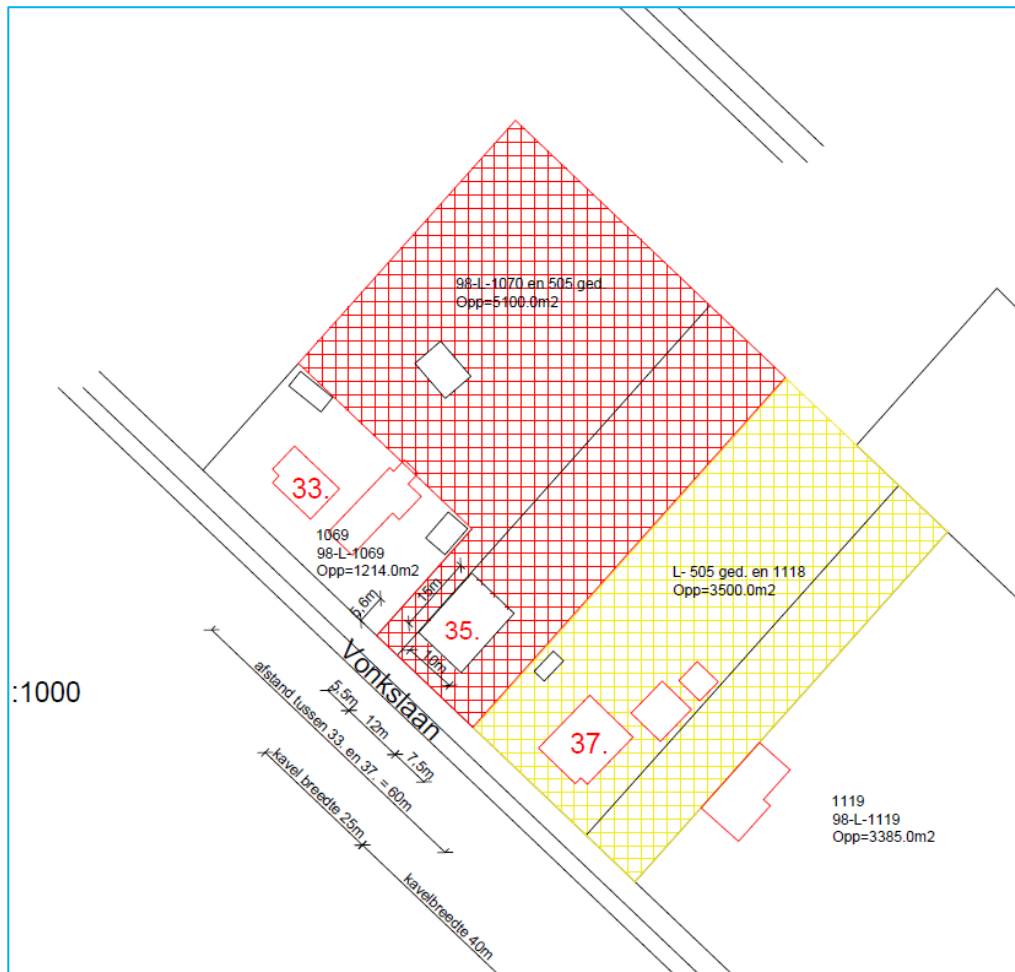 98-L-1070 en 505 ged.
Opp=5100.0m2
33.
1069
98-L-1069
Opp=1214.0m2
L- 505 ged. en 1118
Opp=3500.0m2
15m
5,6m
35.
10m
Vonkslaan
:1000
5.5m
12m
7.5m
afstand tussen 33. en 37. = 60m
37.
kavel breedte 25m
kavelbreedte 40m
1119
98-L-1119
Opp=3385.0m2